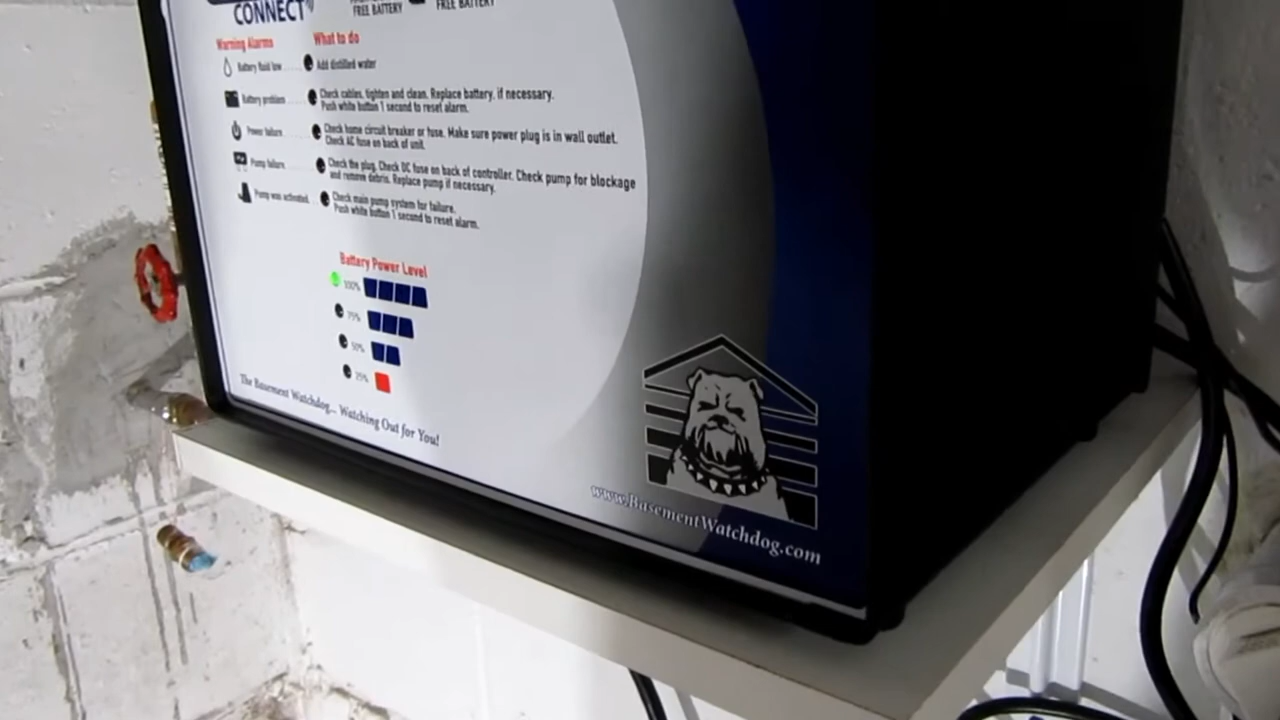 CONNECT
FREE BATTERY
FREE BATTERY
Warning Alarms What to do
Battery fluid low Add distilled water
Battery problem Check cables, tighten and clean. Replace battery, if necessary.
Push white button 1 second to reset alarm.
Power failure Check home circuit breaker or fuse. Make sure power plug is in wall outlet.
Check AC fuse on back of unit.
Pump failure Check the plug. Check DC fuse on back of controller. Check pump for blockage
and remove debris. Replace pump if necessary.
Pump was activated. Check main pump system for failure.
Push white button 1 second to reset alarm.
Battery Power Level
100%
75%
50%
25%
The Basement Watchdog... Watching Out for You!
www.BasementWatchdog.com